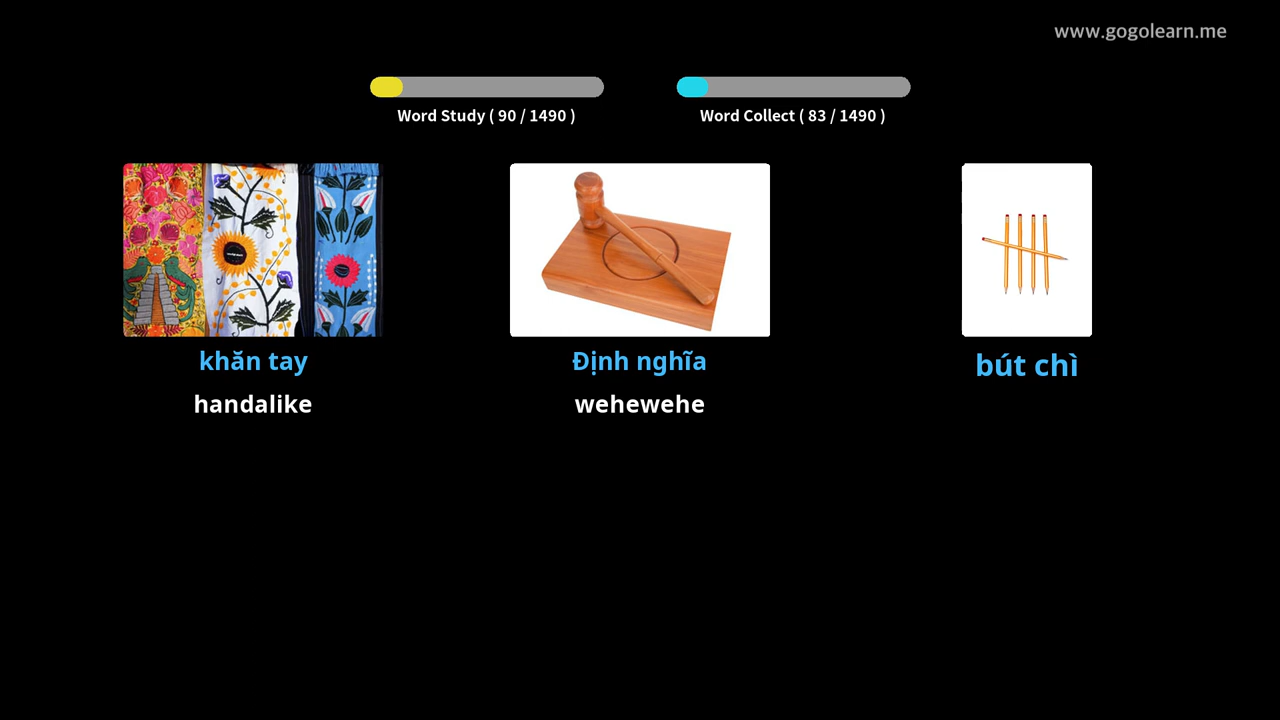 www.gogolearn.me
Word Study ( 90 / 1490 )
Word Collect ( 83 / 1490 )
khăn tay
handalike
Định nghĩa
wehewehe
bút chì